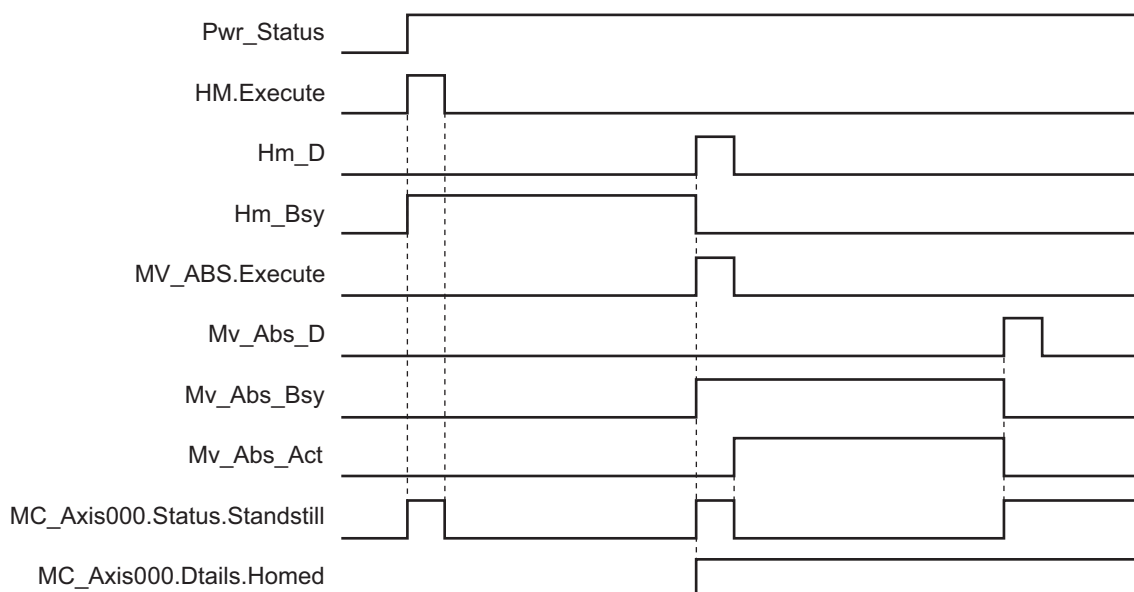 Pwr_Status
HM.Execute
Hm_D
Hm_Bsy
MV_ABS.Execute
Mv_Abs_D
Mv_Abs_Bsy
Mv_Abs_Act
MC_Axis000.Status.Standstill
MC_Axis000.Dtails.Homed